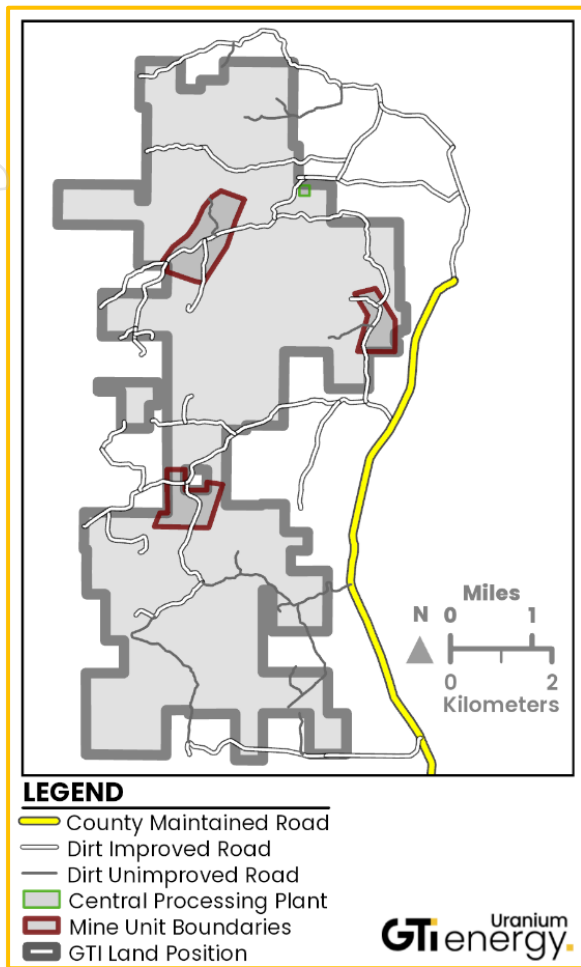 Miles
N 0 1
0 2
Kilometers
LEGEND
County Maintained Road
Dirt Improved Road
Dirt Unimproved Road
Central Processing Plant
Mine Unit Boundaries
GTI Land Position
GTi energy.
Uranium